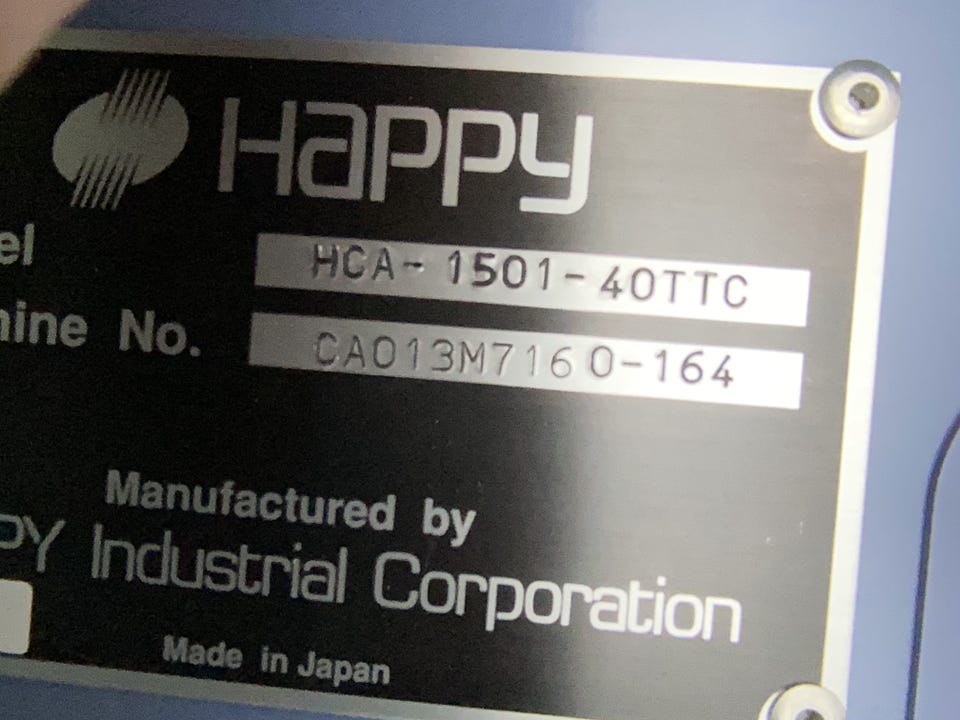 Happy
el HCA-1501-40TTC
hine No. CA013M7160-164
Manufactured by
PY Industrial Corporation
Made in Japan